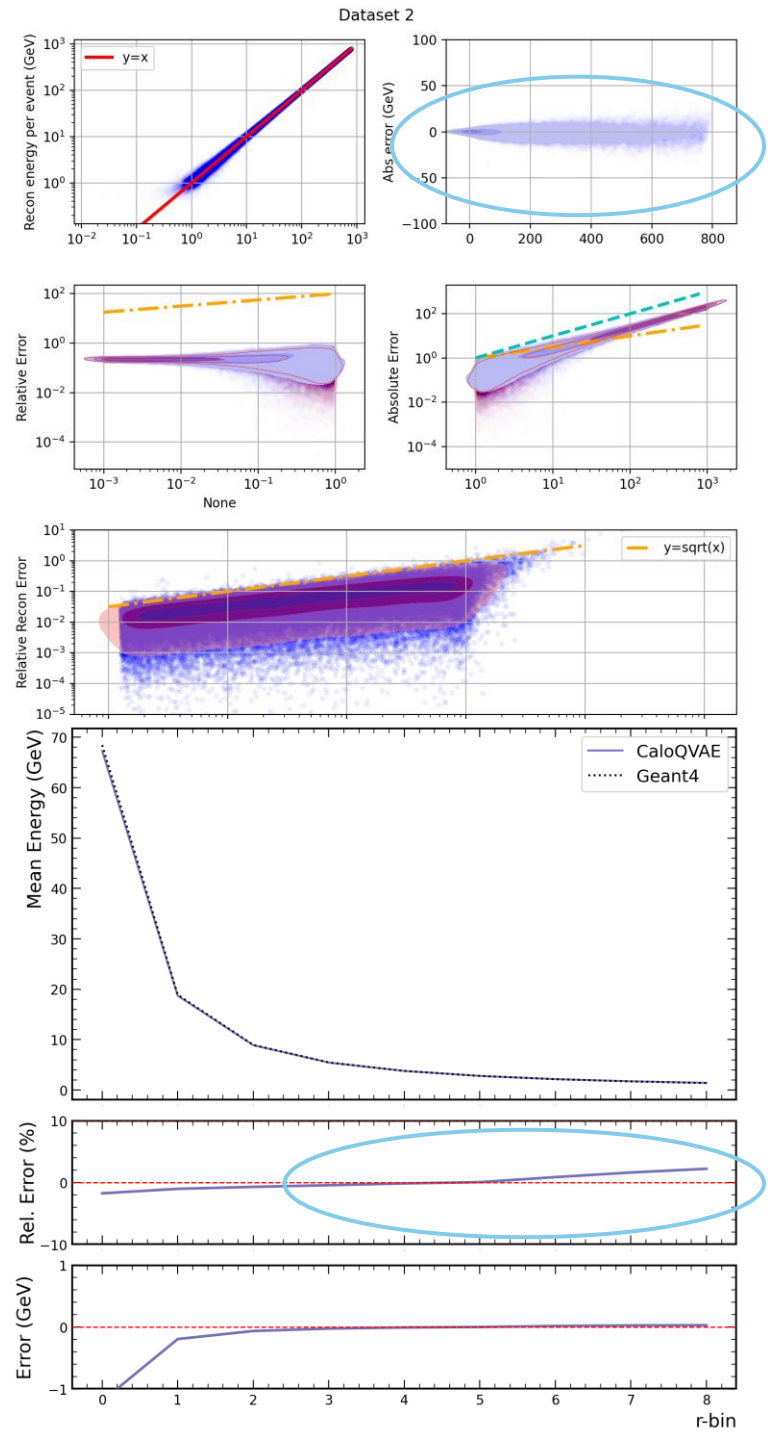 Dataset 2
Recon energy per event (GeV)
10³
10²
10¹
10⁰
y=x
10⁻² 10⁻¹ 10⁰ 10¹ 10² 10³
Abs error (GeV)
100
50
0
−50
−100
0 200 400 600 800
Relative Error
10²
10⁰
10⁻²
10⁻⁴
10⁻³ 10⁻² 10⁻¹ 10⁰
None
Absolute Error
10²
10⁰
10⁻²
10⁻⁴
10⁰ 10¹ 10² 10³
Relative Recon Error
10¹
10⁰
10⁻¹
10⁻²
10⁻³
10⁻⁴
10⁻⁵
y=sqrt(x)
Mean Energy (GeV)
70
60
50
40
30
20
10
0
CaloQVAE
Geant4
Rel. Error (%)
10
0
−10
Error (GeV)
1
0
−1
0 1 2 3 4 5 6 7 8
r-bin